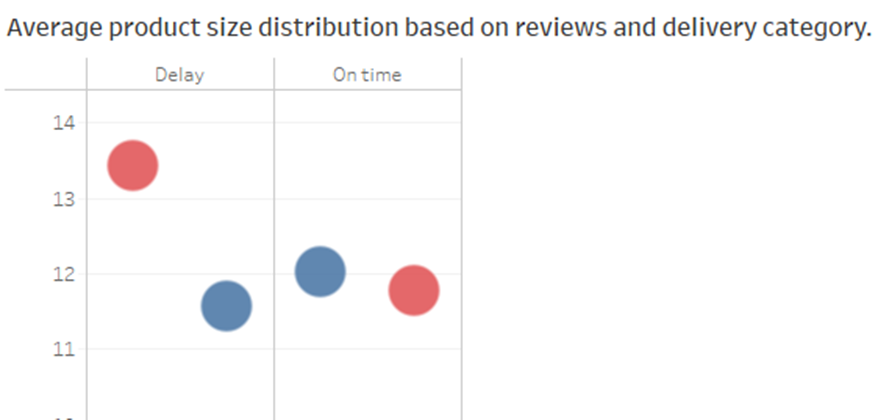 Average product size distribution based on reviews and delivery category.
Delay On time
14
13
12
11